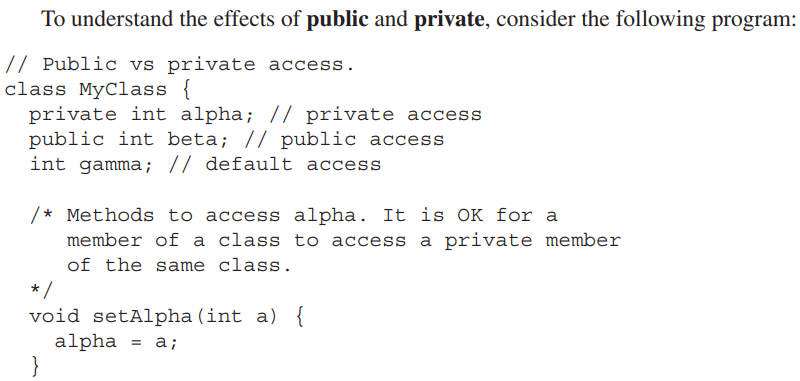 To understand the effects of public and private, consider the following program:
// Public vs private access.
class MyClass {
  private int alpha; // private access
  public int beta; // public access
  int gamma; // default access

  /* Methods to access alpha. It is OK for a
     member of a class to access a private member
     of the same class.
  */
  void setAlpha(int a) {
    alpha = a;
  }